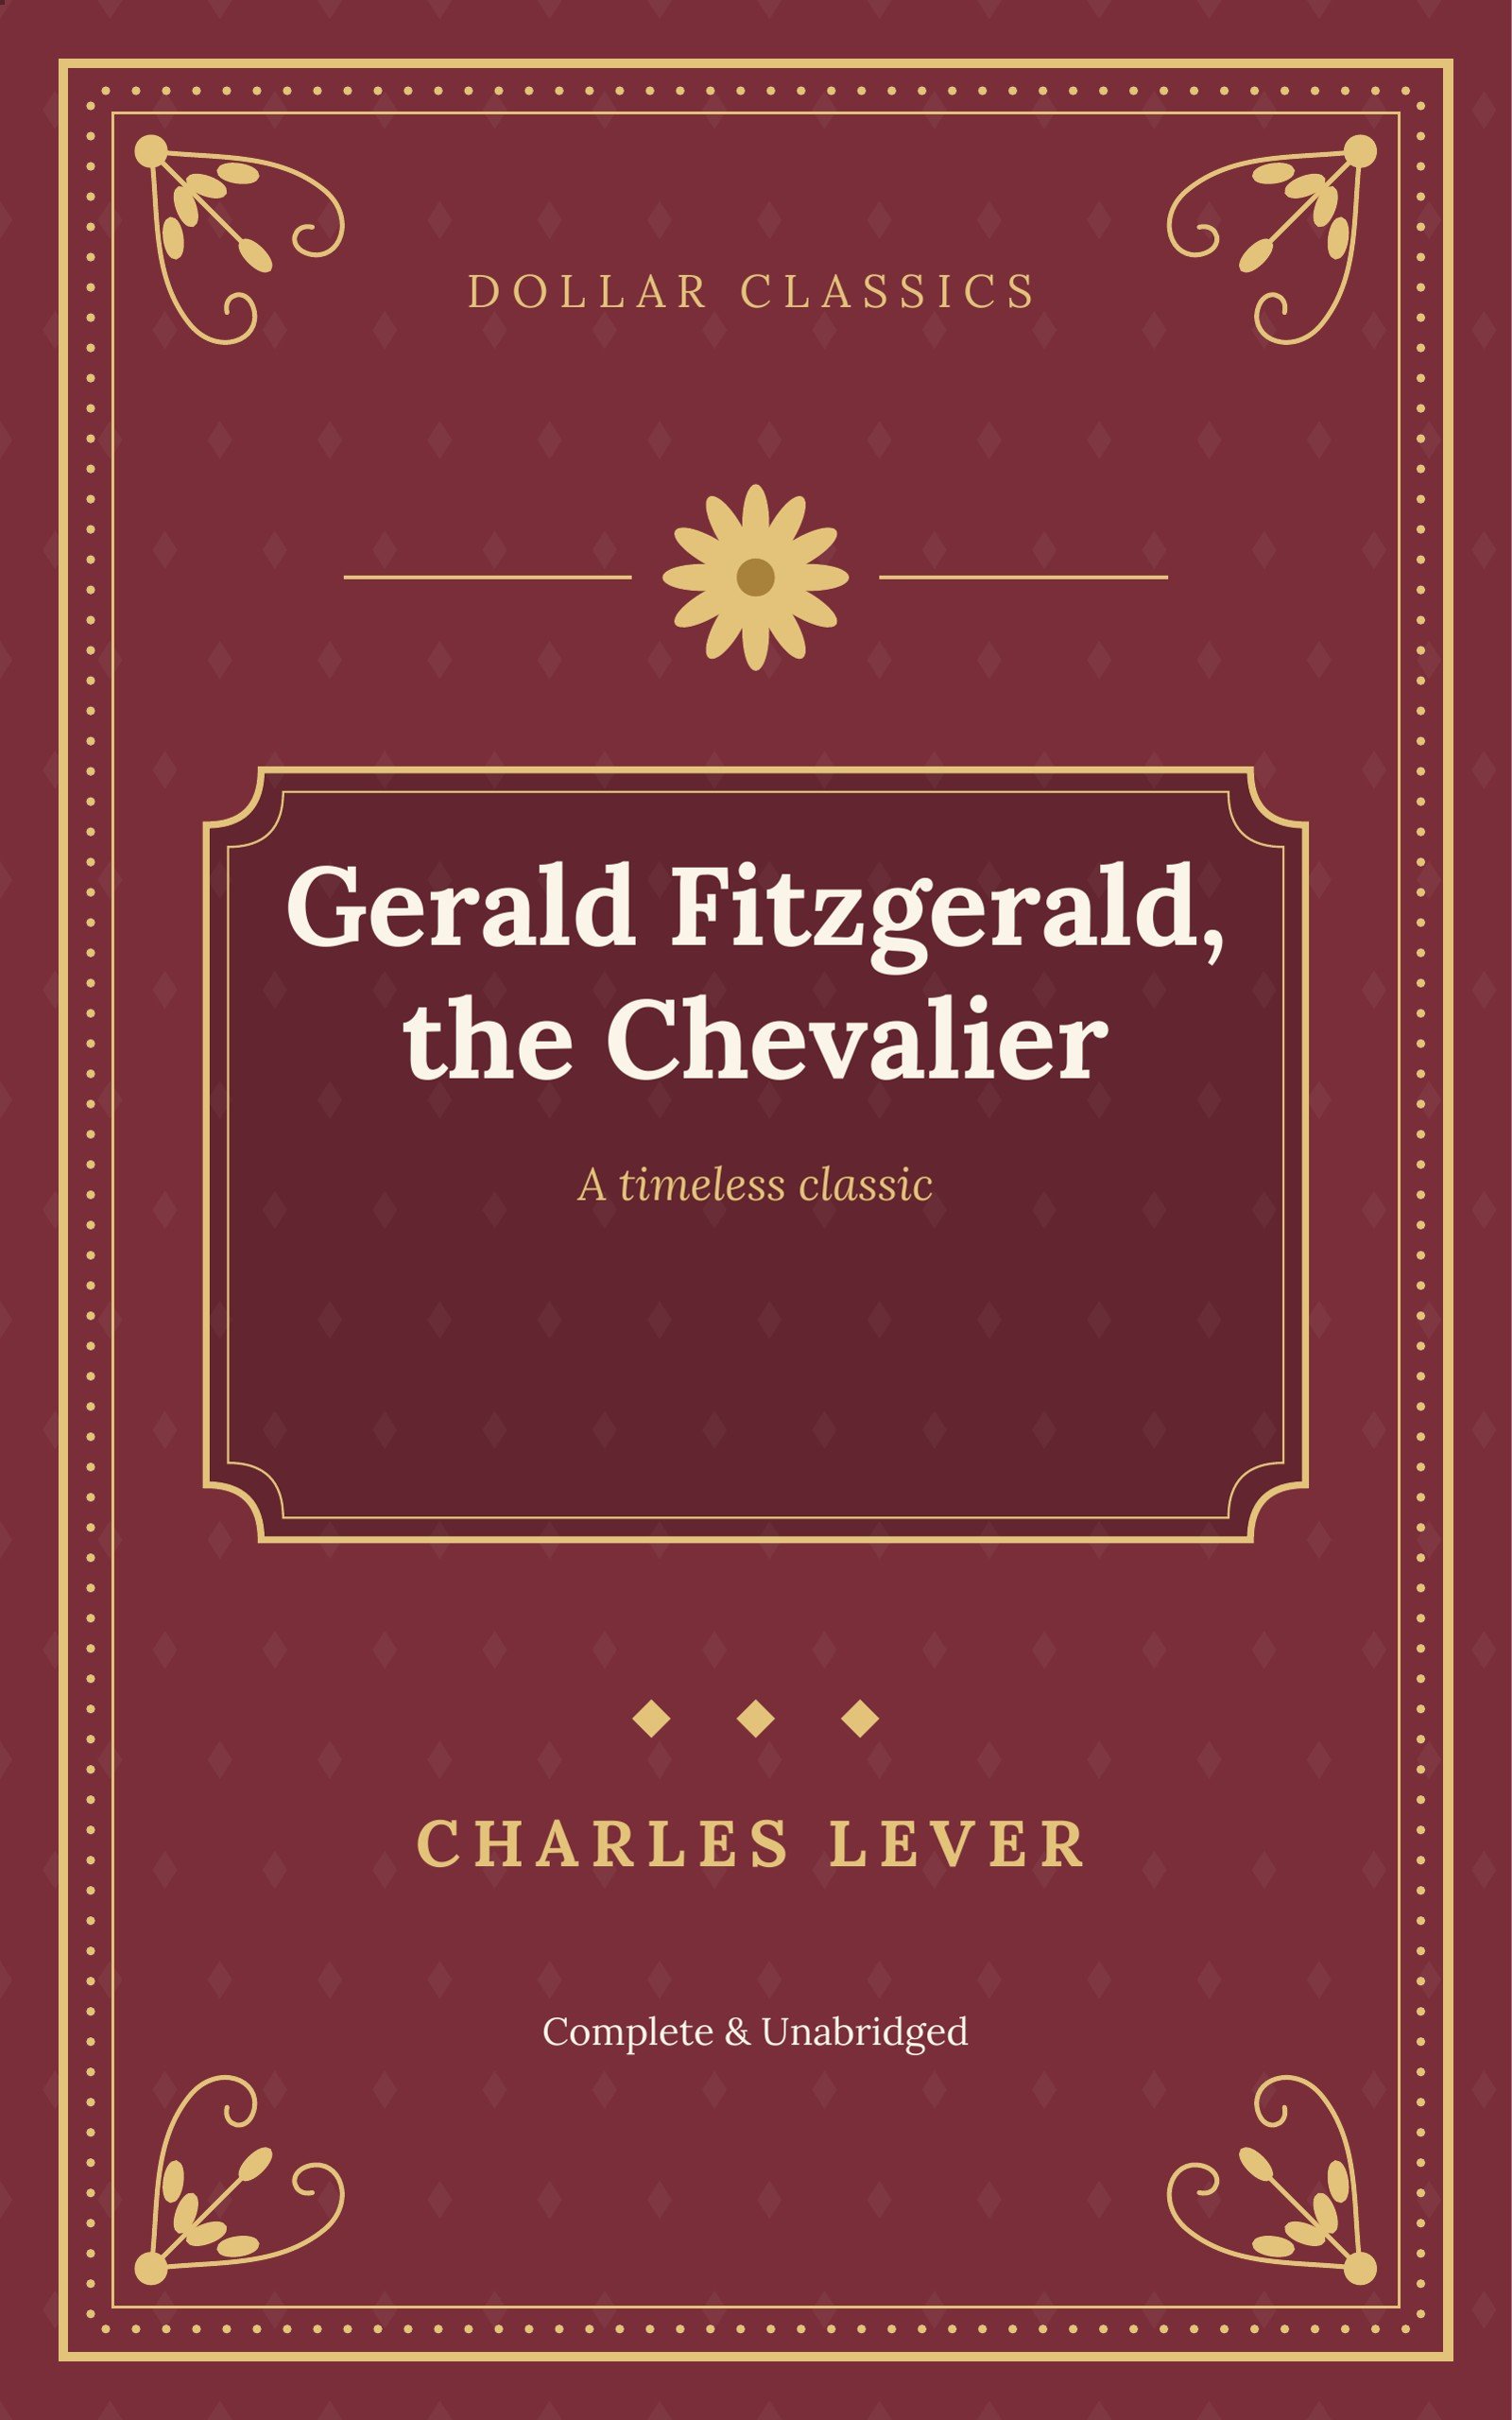 DOLLAR CLASSICS
Gerald Fitzgerald,
the Chevalier
A timeless classic
CHARLES LEVER
Complete & Unabridged